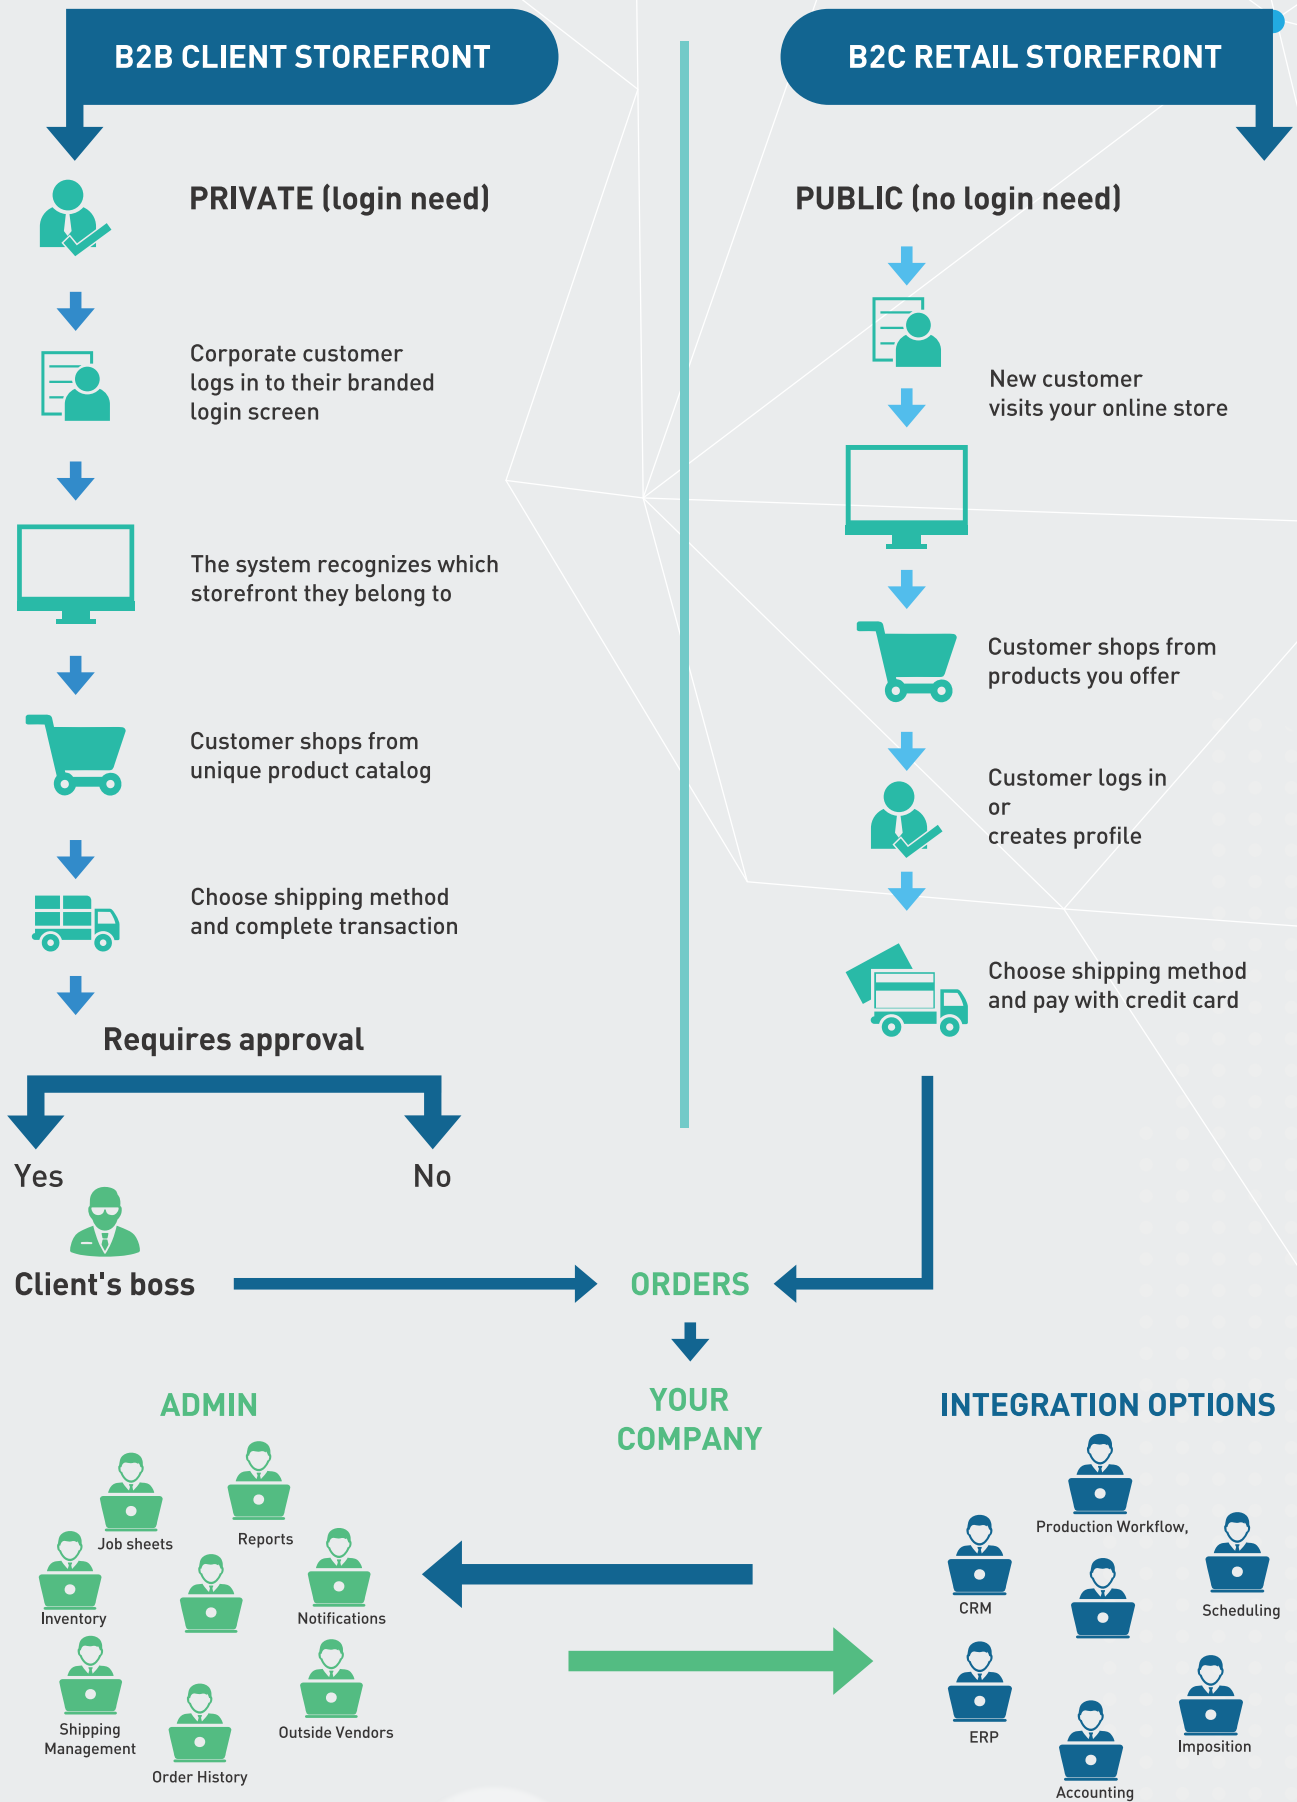 B2B CLIENT STOREFRONT
PRIVATE (login need)
Corporate customer
logs in to their branded
login screen
The system recognizes which
storefront they belong to
Customer shops from
unique product catalog
Choose shipping method
and complete transaction
Requires approval
Yes
No
Client's boss
B2C RETAIL STOREFRONT
PUBLIC (no login need)
New customer
visits your online store
Customer shops from
products you offer
Customer logs in
or
creates profile
Choose shipping method
and pay with credit card
ORDERS
YOUR
COMPANY
ADMIN
Job sheets
Reports
Inventory
Notifications
Shipping
Management
Outside Vendors
Order History
INTEGRATION OPTIONS
Production Workflow,
CRM
Scheduling
ERP
Imposition
Accounting